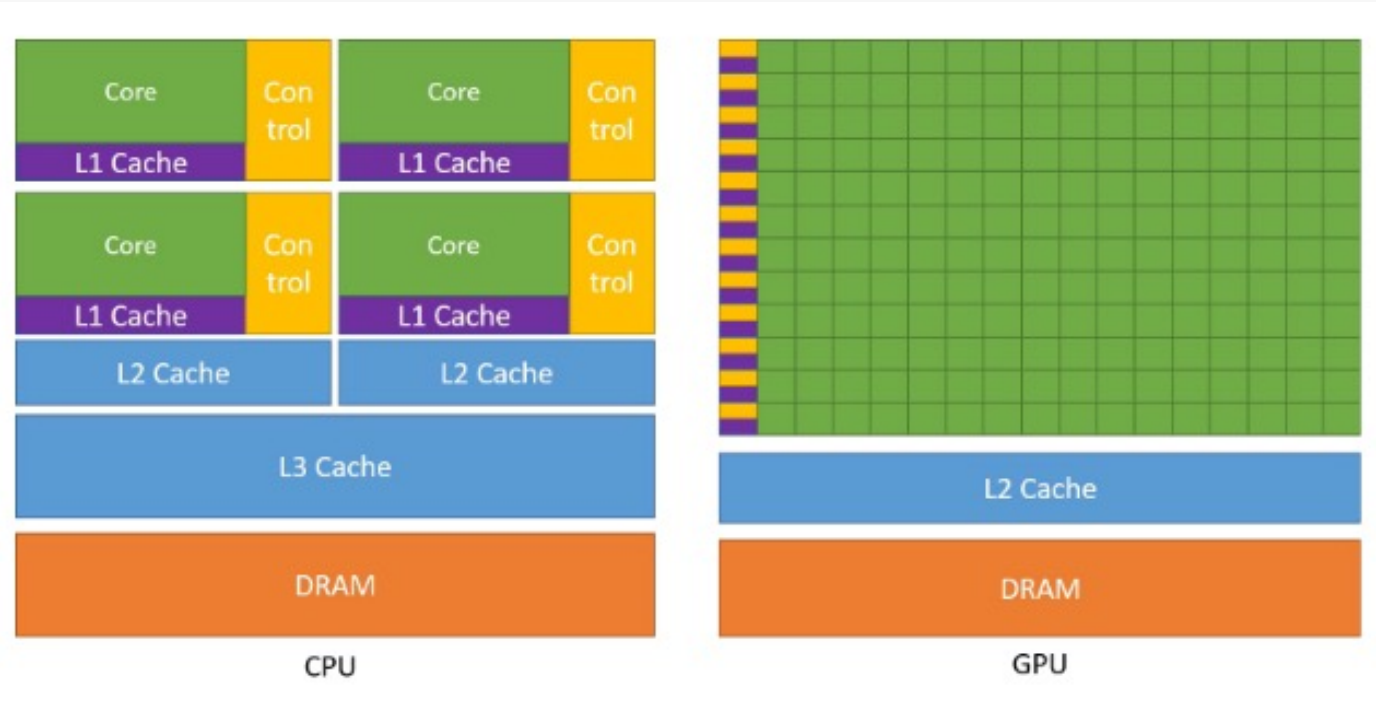 Core
Con
trol
Core
Con
trol
L1 Cache
L1 Cache
Core
Con
trol
Core
Con
trol
L1 Cache
L1 Cache
L2 Cache
L2 Cache
L3 Cache
DRAM
CPU
L2 Cache
DRAM
GPU